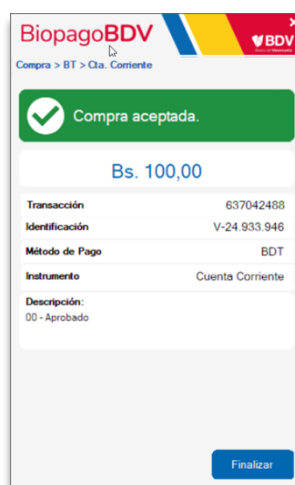 BiopagoBDV
BDV
Compra > BT > Cta. Corriente
Compra aceptada.
Bs. 100,00
Transacción 637042488
Identificación V-24.933.946
Método de Pago BDT
Instrumento Cuenta Corriente
Descripción:
00 - Aprobado
Finalizar